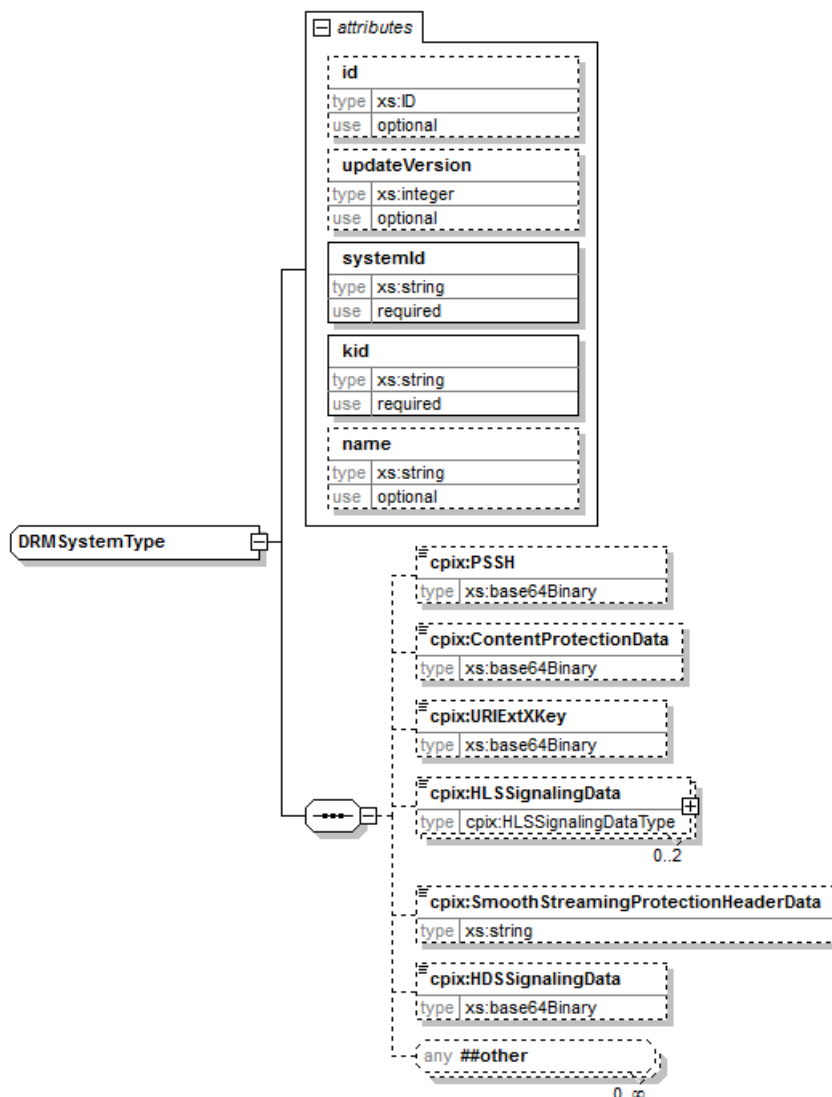 attributes
id
type xs:ID
use optional
updateVersion
type xs:integer
use optional
systemId
type xs:string
use required
kid
type xs:string
use required
name
type xs:string
use optional
DRMSystemType
cpix:PSSH
type xs:base64Binary
cpix:ContentProtectionData
type xs:base64Binary
cpix:URIExtXKey
type xs:base64Binary
cpix:HLSSignalingData
type cpix:HLSSignalingDataType
0..2
cpix:SmoothStreamingProtectionHeaderData
type xs:string
cpix:HDSSignalingData
type xs:base64Binary
any ##other
0..∞